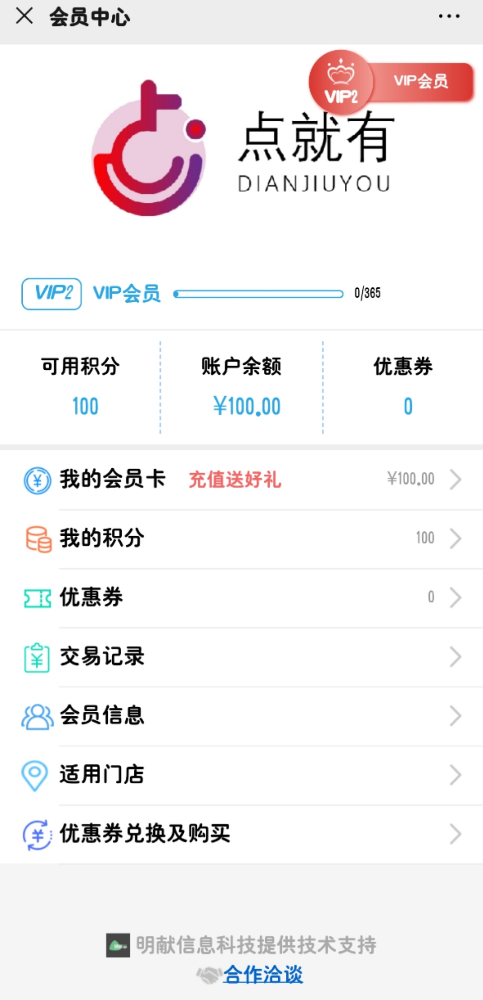 会员中心
VIP2
VIP会员
点就有
DIANJIUYOU
VIP2 VIP会员 0/365
可用积分 账户余额 优惠券
100 ¥100.00 0
我的会员卡 充值送好礼 ¥100.00
我的积分 100
优惠券 0
交易记录
会员信息
适用门店
优惠券兑换及购买
明献信息科技提供技术支持
合作洽谈